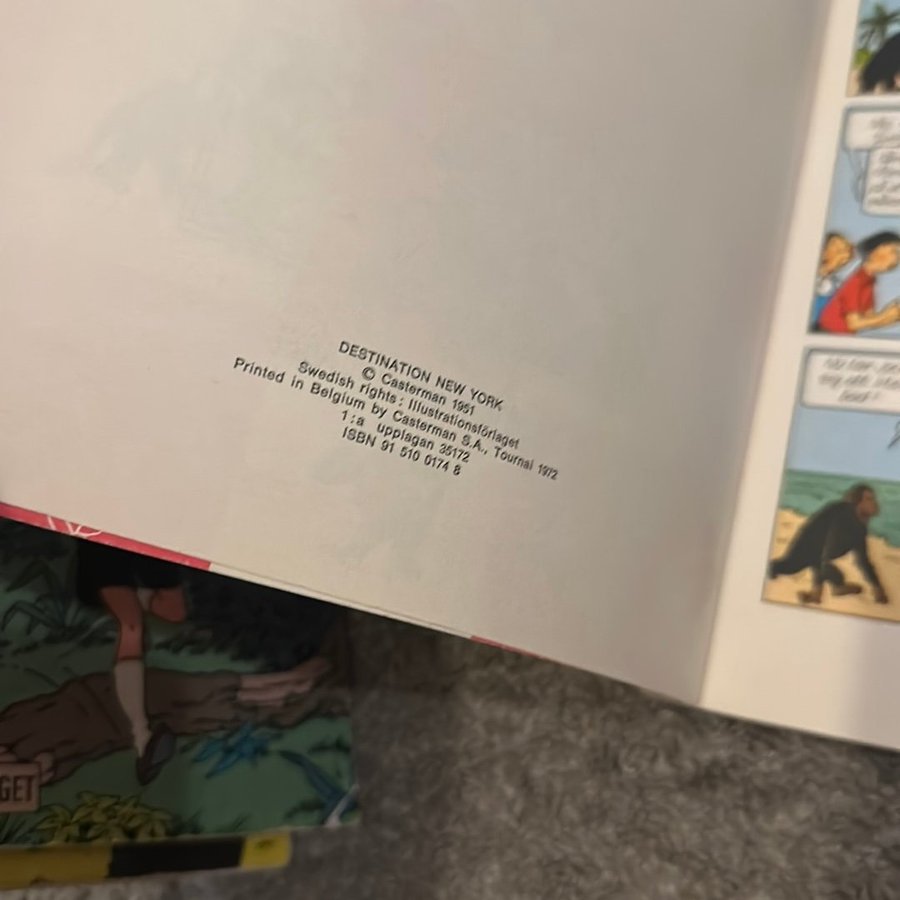 DESTINATION NEW YORK
© Casterman 1951
Swedish rights : Illustrationsförlaget
Printed in Belgium by Casterman S.A., Tournai 1972
1:a upplagan 35172
ISBN 91 510 0174 8
GET